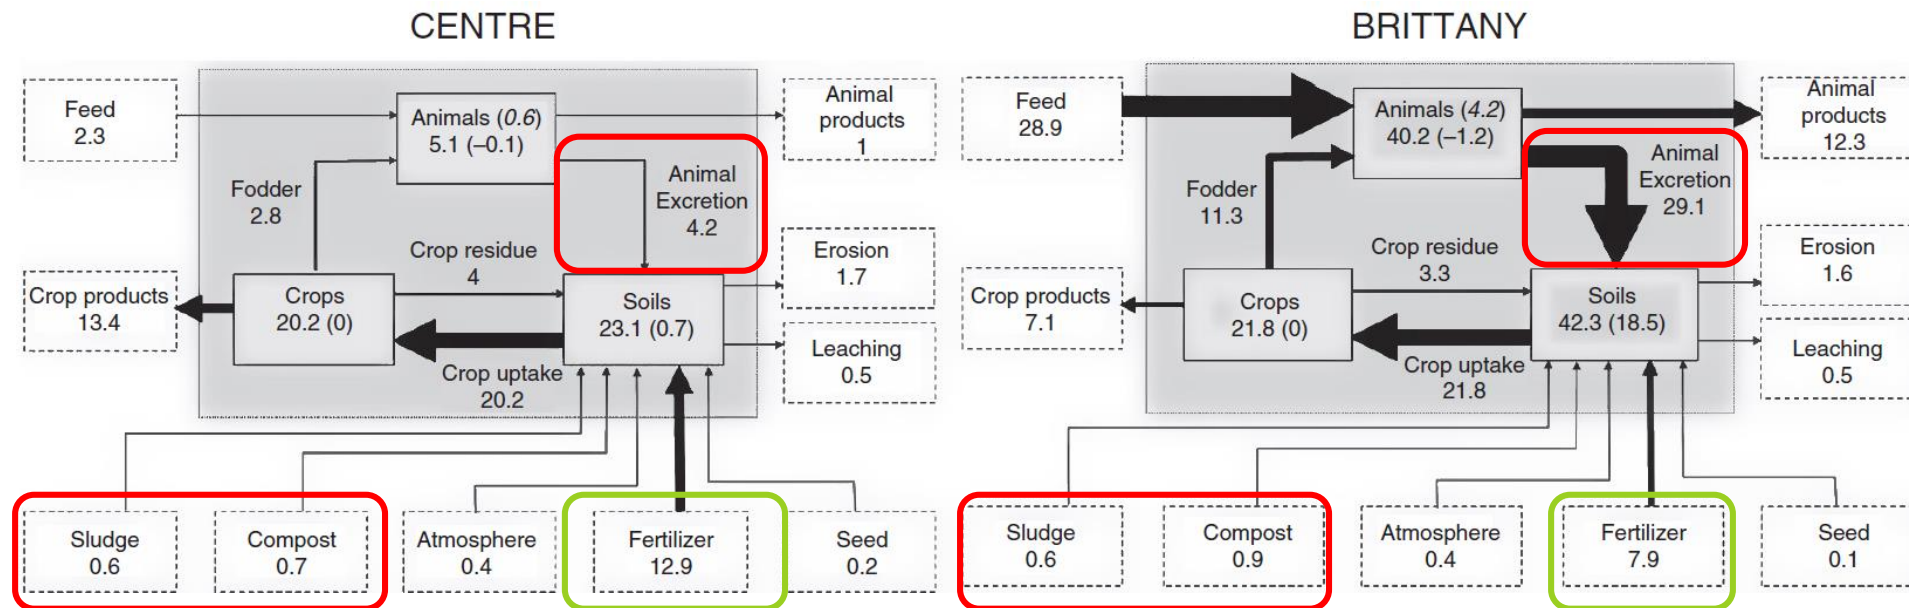 CENTRE
Feed
2.3
Animals (0.6)
5.1 (–0.1)
Animal
products
1
Fodder
2.8
Animal
Excretion
4.2
Crop residue
4
Erosion
1.7
Crop products
13.4
Crops
20.2 (0)
Soils
23.1 (0.7)
Leaching
0.5
Crop uptake
20.2
Sludge
0.6
Compost
0.7
Atmosphere
0.4
Fertilizer
12.9
Seed
0.2
BRITTANY
Feed
28.9
Animals (4.2)
40.2 (–1.2)
Animal
products
12.3
Fodder
11.3
Animal
Excretion
29.1
Crop residue
3.3
Erosion
1.6
Crop products
7.1
Crops
21.8 (0)
Soils
42.3 (18.5)
Leaching
0.5
Crop uptake
21.8
Sludge
0.6
Compost
0.9
Atmosphere
0.4
Fertilizer
7.9
Seed
0.1